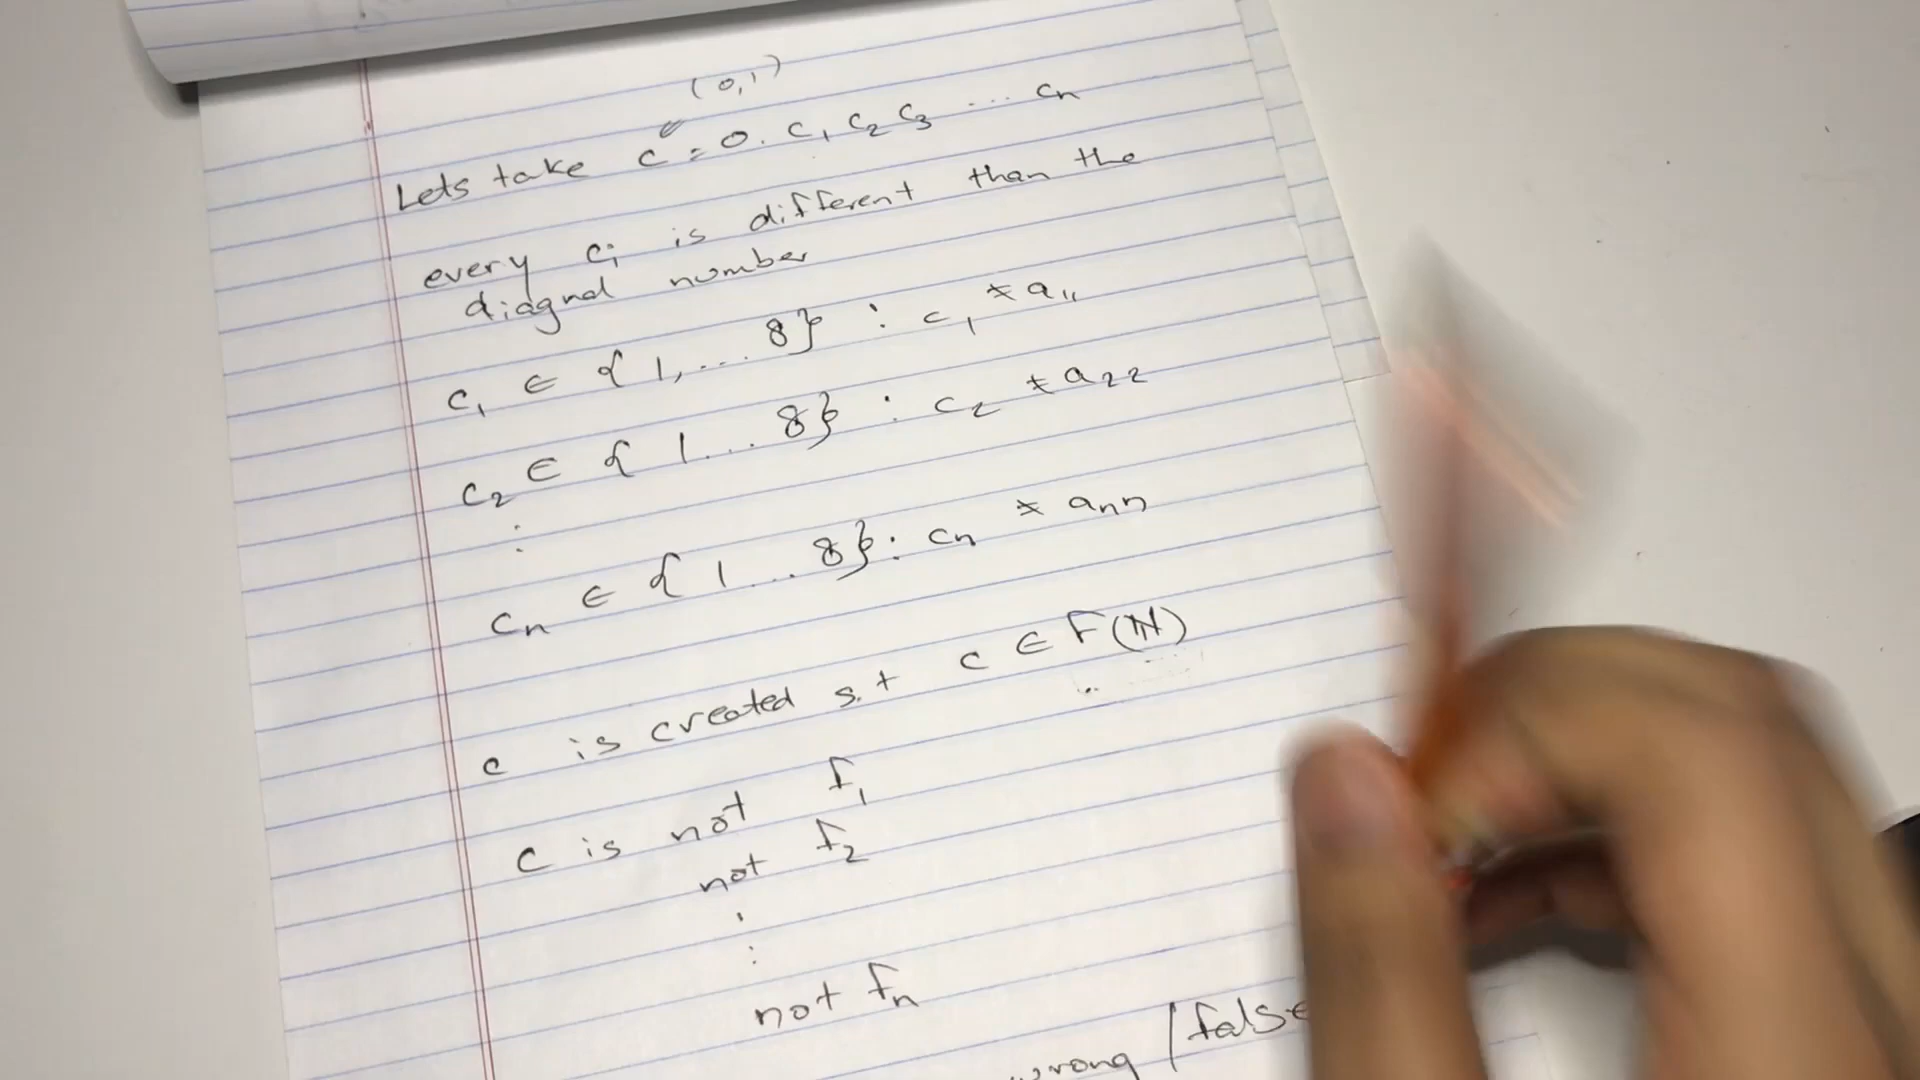 (0,1)
Lets take c = 0. c₁ c₂ c₃ ... cn
every ci is different than the
diagnal number
c₁ ∈ { 1, ... 8} : c₁ ≠ a₁₁
c₂ ∈ { 1 ... 8} : c₂ ≠ a₂₂
:
cn ∈ { 1 ... 8} : cn ≠ ann
c is created s.t c ∈ F(ℕ)
C is not f₁
not f₂
:
:
not fn
wrong / false